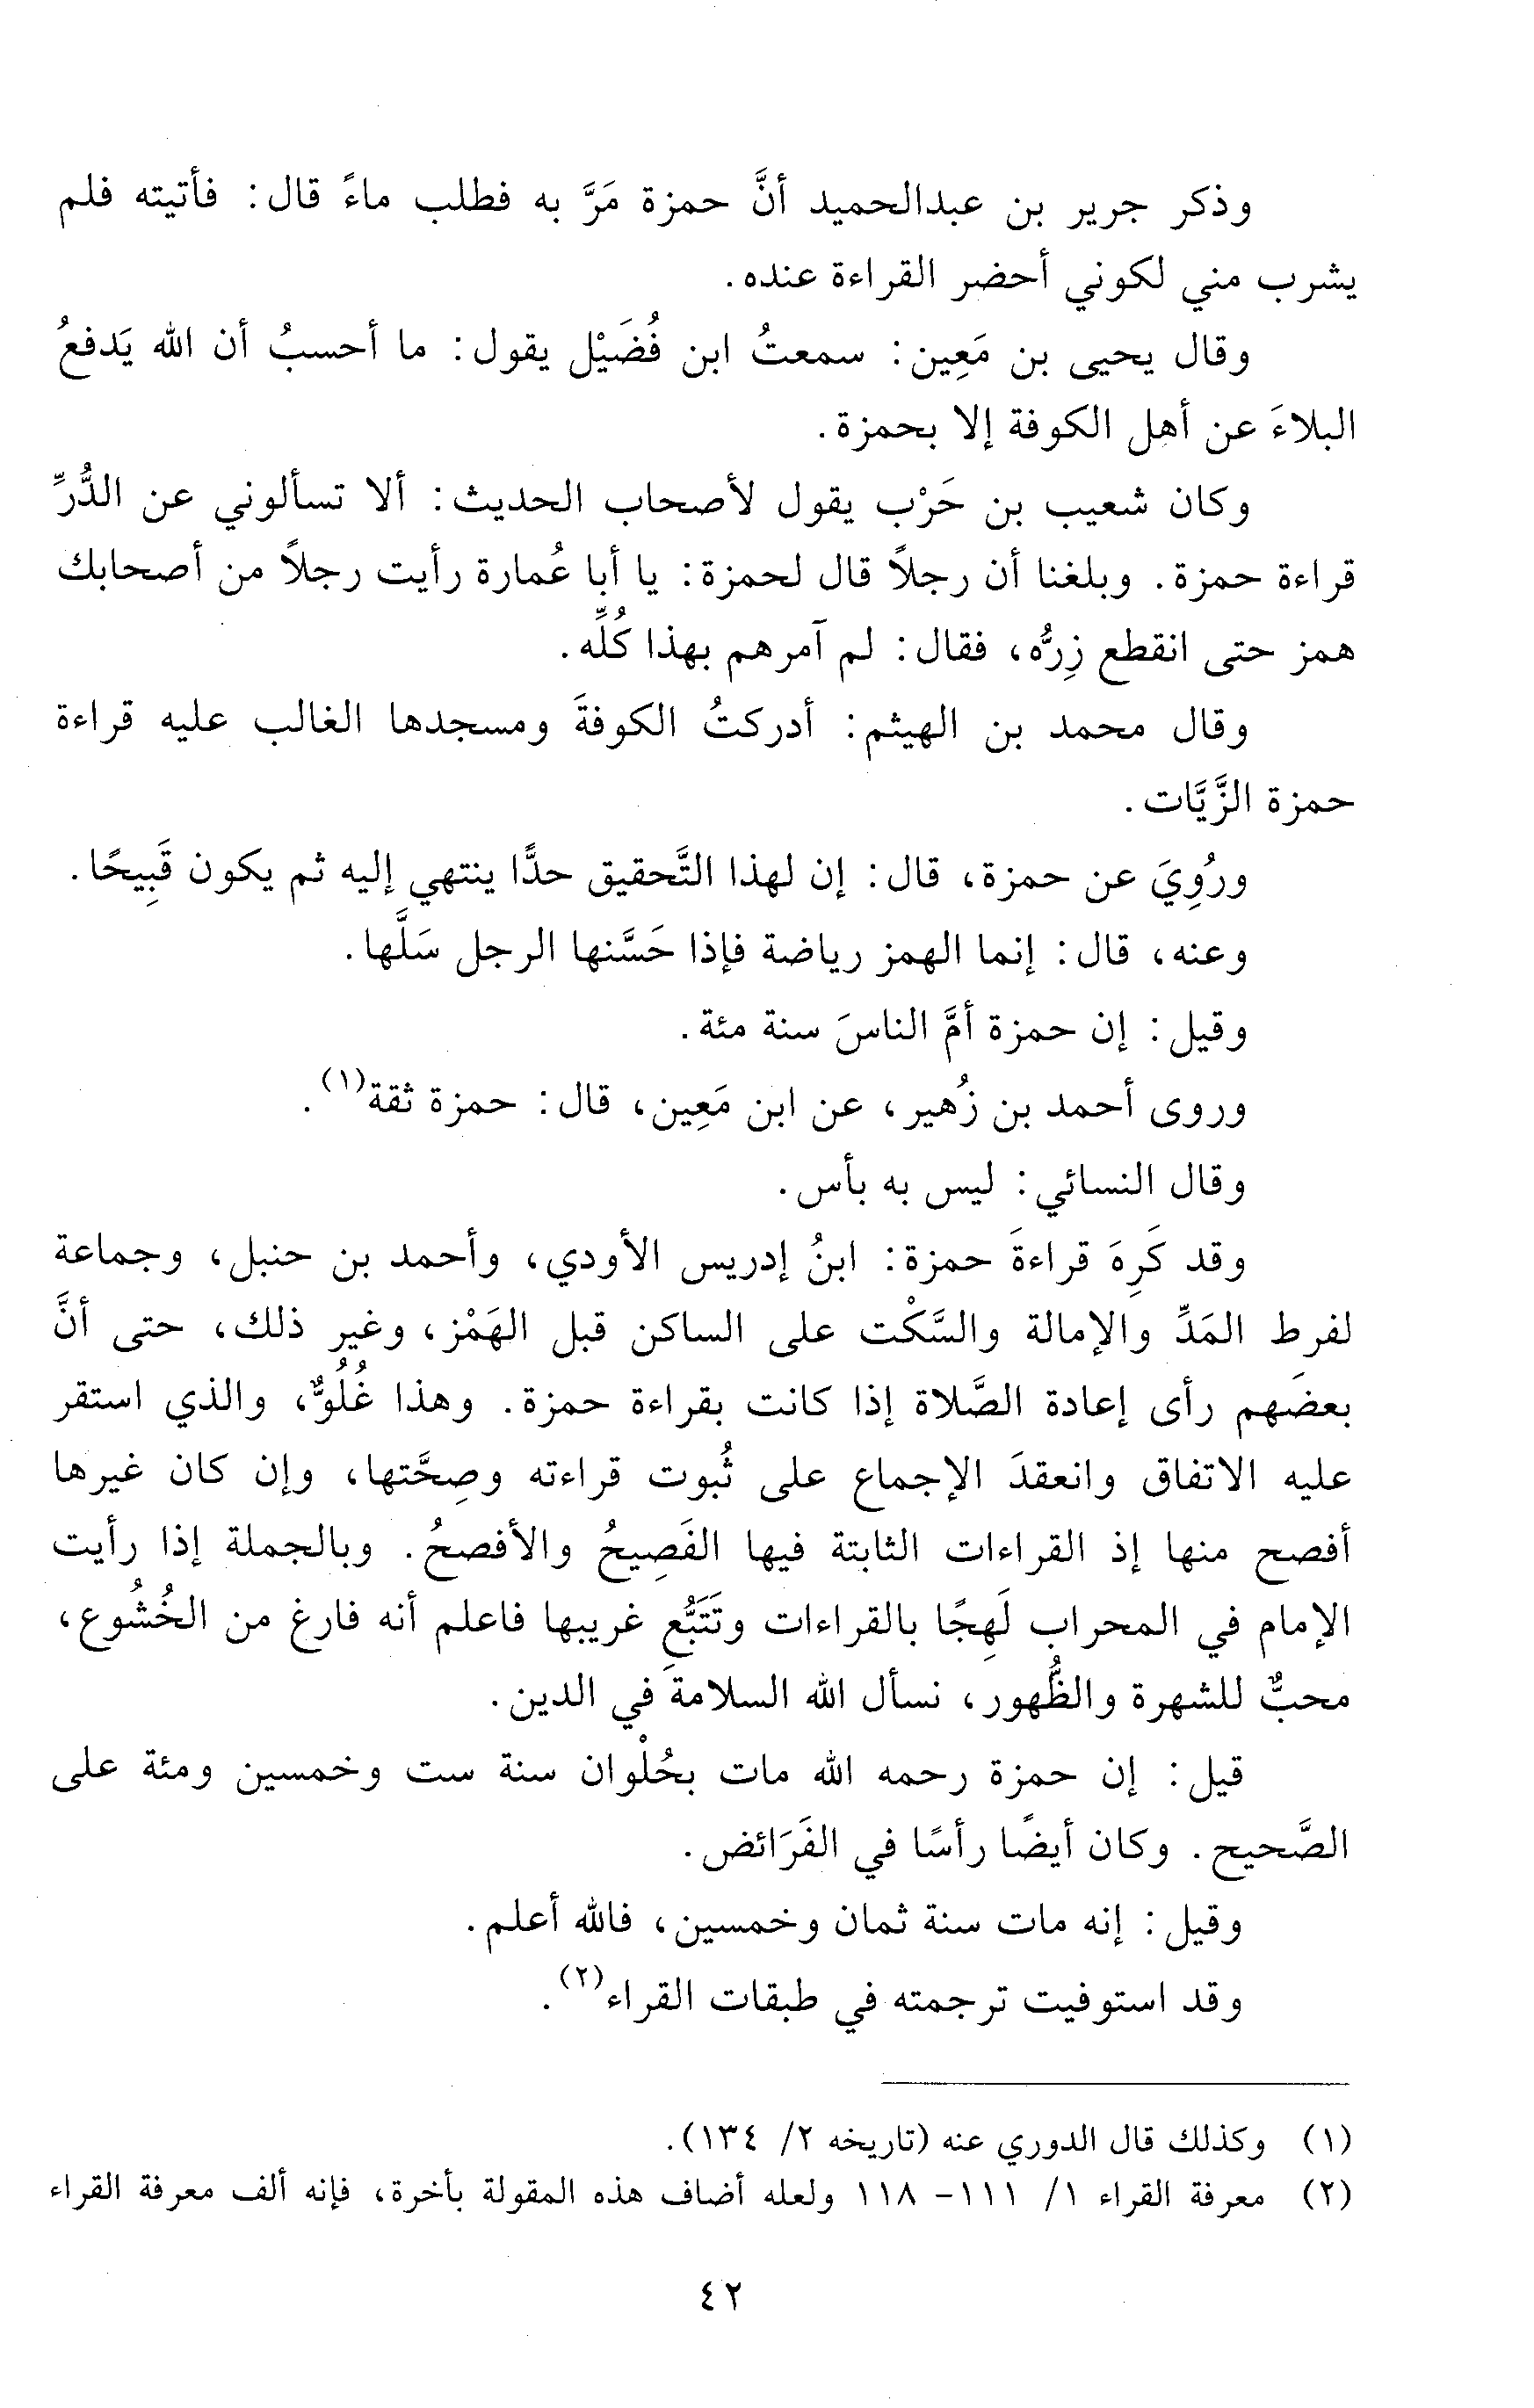 وذكر جرير بن عبدالحميد أنَّ حمزة مَرَّ به فطلب ماءً قال: فأتيته فلم
يشرب مني لكوني أحضر القراءة عنده.
وقال يحيى بن مَعِين: سمعتُ ابن فُضَيْل يقول: ما أحسبُ أن الله يَدفعُ
البلاءَ عن أهل الكوفة إلا بحمزة.
وكان شعيب بن حَرْب يقول لأصحاب الحديث: ألا تسألوني عن الدُّرِّ
قراءة حمزة. وبلغنا أن رجلاً قال لحمزة: يا أبا عُمارة رأيت رجلاً من أصحابك
همز حتى انقطع زِرُّه، فقال: لم آمرهم بهذا كُلِّه.
وقال محمد بن الهيثم: أدركتُ الكوفةَ ومسجدها الغالب عليه قراءة
حمزة الزَّيَّات.
ورُوِيَ عن حمزة، قال: إن لهذا التَّحقيق حدًّا ينتهي إليه ثم يكون قَبِيحًا.
وعنه، قال: إنما الهمز رياضة فإذا حَسَّنها الرجل سَلَّها.
وقيل: إن حمزة أمَّ الناسَ سنة مئة.
وروى أحمد بن زُهير، عن ابن مَعِين، قال: حمزة ثقة(١).
وقال النسائي: ليس به بأس.
وقد كَرِهَ قراءةَ حمزة: ابنُ إدريس الأودي، وأحمد بن حنبل، وجماعة
لفرط المَدِّ والإمالة والسَّكْت على الساكن قبل الهَمْز، وغير ذلك، حتى أنَّ
بعضَهم رأى إعادة الصَّلاة إذا كانت بقراءة حمزة. وهذا غُلُوٌّ، والذي استقر
عليه الاتفاق وانعقدَ الإجماع على ثُبوت قراءته وصِحَّتها، وإن كان غيرها
أفصح منها إذ القراءات الثابتة فيها الفَصِيحُ والأفصحُ. وبالجملة إذا رأيت
الإمام في المحراب لَهِجًا بالقراءات وتَتَبُّعِ غريبها فاعلم أنه فارغ من الخُشُوع،
محبٌّ للشهرة والظُّهور، نسأل الله السلامةَ في الدين.
قيل: إن حمزة رحمه الله مات بحُلْوان سنة ست وخمسين ومئة على
الصَّحيح. وكان أيضًا رأسًا في الفَرَائض.
وقيل: إنه مات سنة ثمان وخمسين، فالله أعلم.
وقد استوفيت ترجمته في طبقات القراء(٢).
(١) وكذلك قال الدوري عنه (تاريخه ٢/ ١٣٤).
(٢) معرفة القراء ١/ ١١١- ١١٨ ولعله أضاف هذه المقولة بأخرة، فإنه ألف معرفة القراء
٤٢